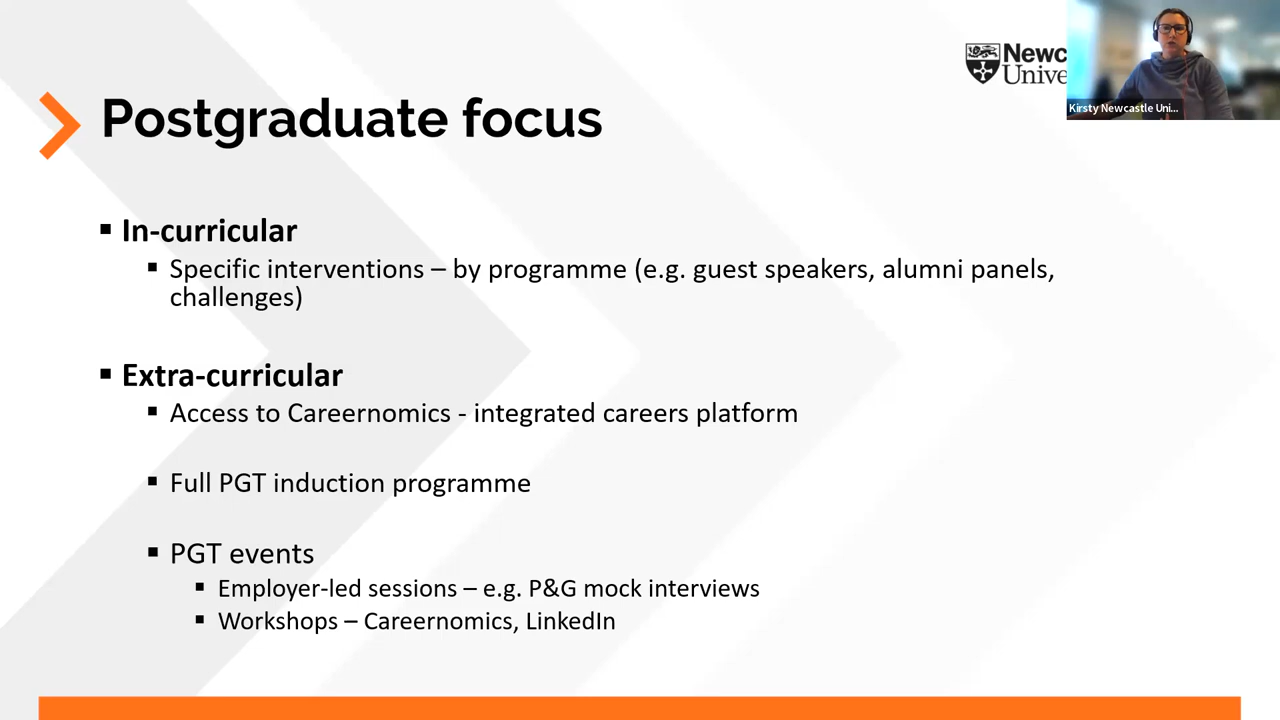 Newc
Unive
Kirsty Newcastle Uni...
Postgraduate focus
In-curricular
Specific interventions – by programme (e.g. guest speakers, alumni panels,
challenges)
Extra-curricular
Access to Careernomics - integrated careers platform
Full PGT induction programme
PGT events
Employer-led sessions – e.g. P&G mock interviews
Workshops – Careernomics, LinkedIn